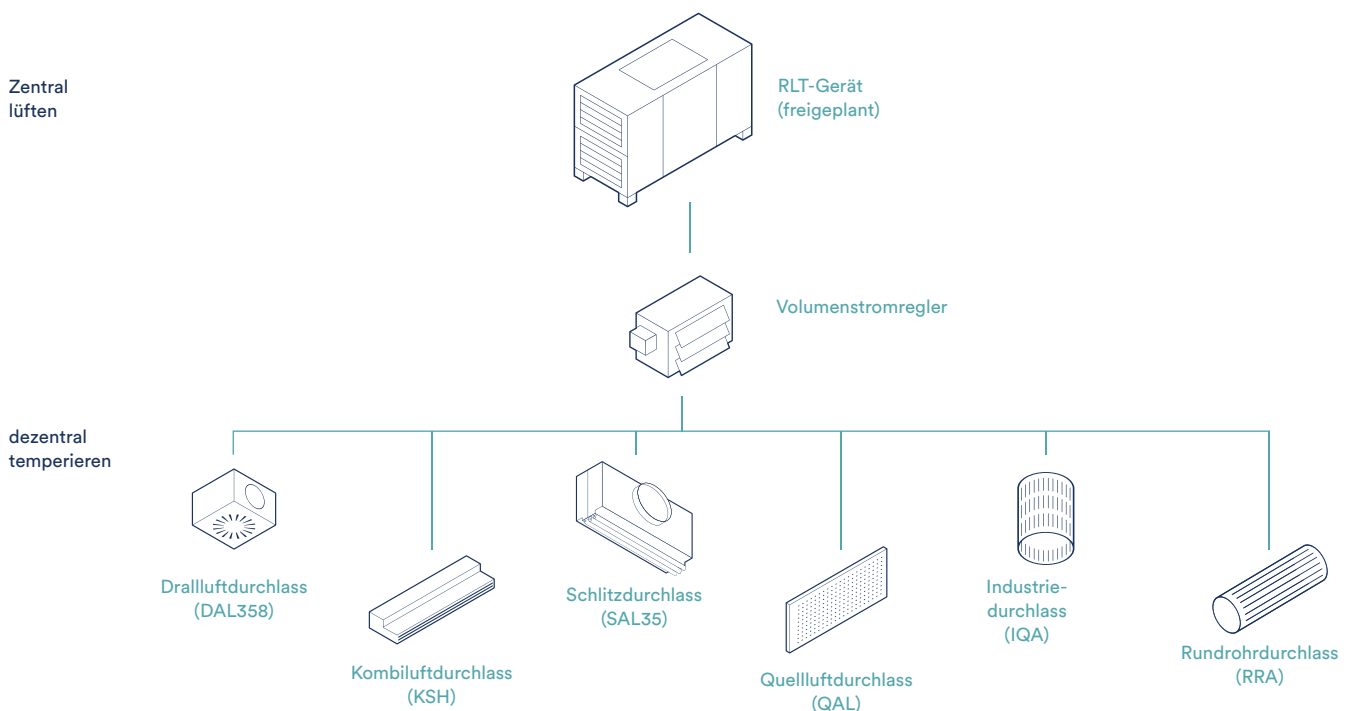 Zentral
lüften
RLT-Gerät
(freigeplant)
Volumenstromregler
dezentral
temperieren
Drallluftdurchlass
(DAL358)
Kombiluftdurchlass
(KSH)
Schlitzdurchlass
(SAL35)
Quellluftdurchlass
(QAL)
Industrie-
durchlass
(IQA)
Rundrohrdurchlass
(RRA)